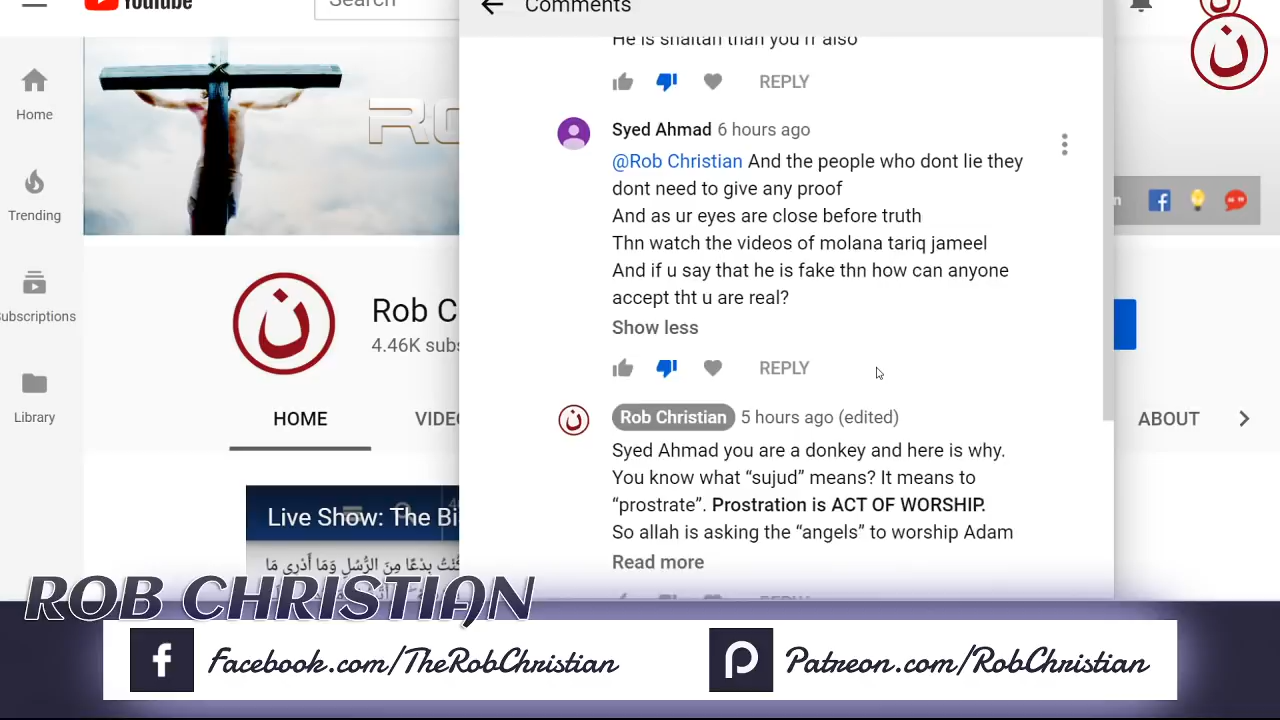 YouTube
Search
Comments
He is shaitan than you r also
REPLY
Home
Trending
Subscriptions
Library
RO
Syed Ahmad 6 hours ago
@Rob Christian And the people who dont lie they
dont need to give any proof
And as ur eyes are close before truth
Thn watch the videos of molana tariq jameel
And if u say that he is fake thn how can anyone
accept tht u are real?
Show less
REPLY
ن
ن
Rob C
4.46K subs
HOME
VIDEO
ABOUT
ن
Rob Christian 5 hours ago (edited)
Syed Ahmad you are a donkey and here is why.
You know what “sujud” means? It means to
“prostrate”. Prostration is ACT OF WORSHIP.
So allah is asking the “angels” to worship Adam
Read more
Live Show: The Bi
كُنتُ بِدْعًا مِنَ الرُّسُلِ وَمَا أَدْرِي مَا
ROB CHRISTIAN
Facebook.com/TheRobChristian
Patreon.com/RobChristian